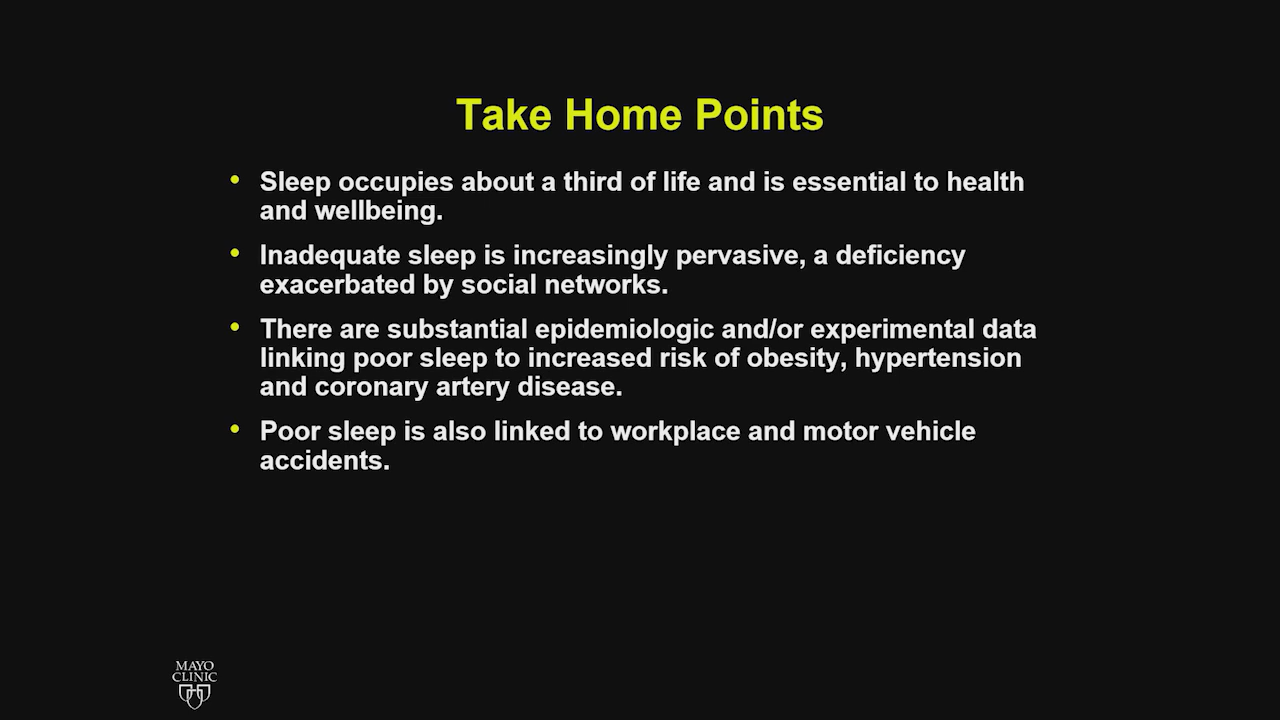 Take Home Points
• Sleep occupies about a third of life and is essential to health
and wellbeing.
• Inadequate sleep is increasingly pervasive, a deficiency
exacerbated by social networks.
• There are substantial epidemiologic and/or experimental data
linking poor sleep to increased risk of obesity, hypertension
and coronary artery disease.
• Poor sleep is also linked to workplace and motor vehicle
accidents.
MAYO
CLINIC